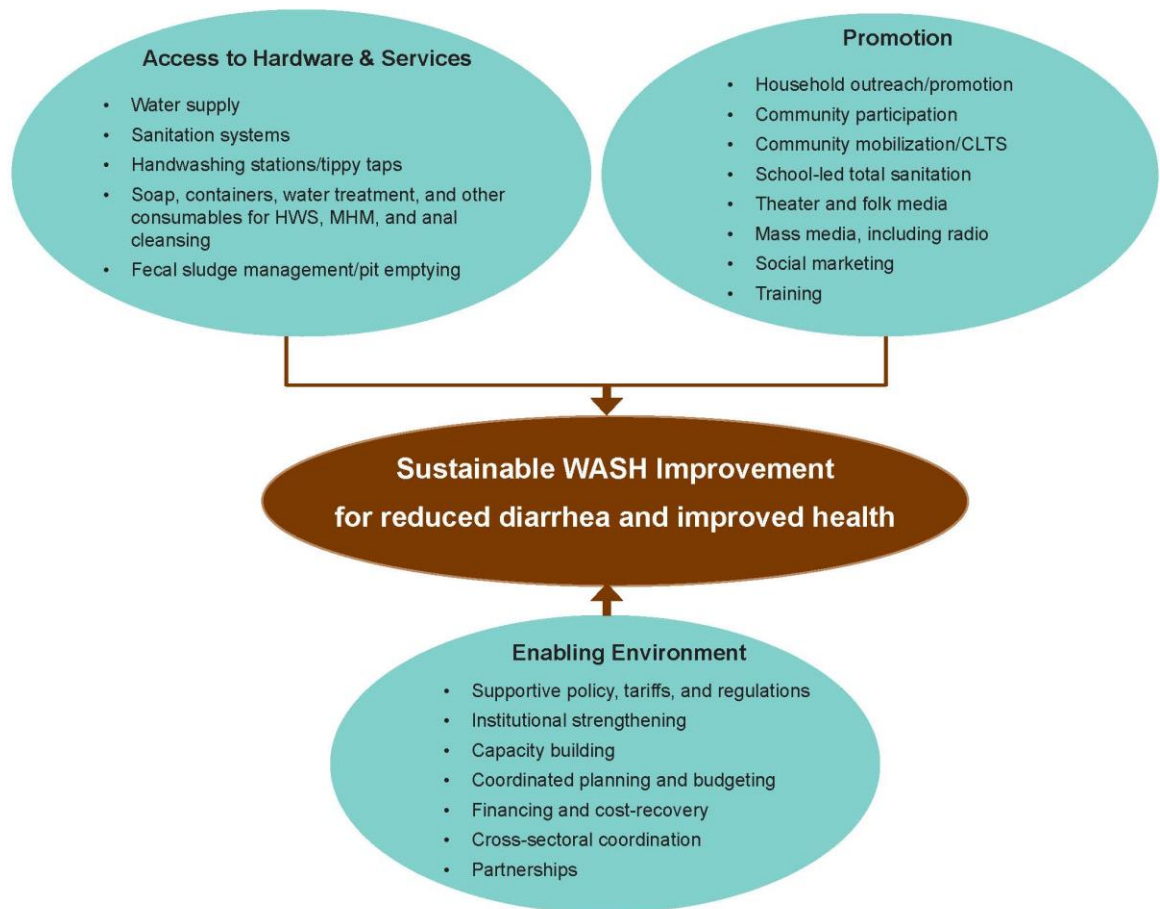 Access to Hardware & Services
• Water supply
• Sanitation systems
• Handwashing stations/tippy taps
• Soap, containers, water treatment, and other
consumables for HWS, MHM, and anal
cleansing
• Fecal sludge management/pit emptying
Promotion
• Household outreach/promotion
• Community participation
• Community mobilization/CLTS
• School-led total sanitation
• Theater and folk media
• Mass media, including radio
• Social marketing
• Training
Sustainable WASH Improvement
for reduced diarrhea and improved health
Enabling Environment
• Supportive policy, tariffs, and regulations
• Institutional strengthening
• Capacity building
• Coordinated planning and budgeting
• Financing and cost-recovery
• Cross-sectoral coordination
• Partnerships